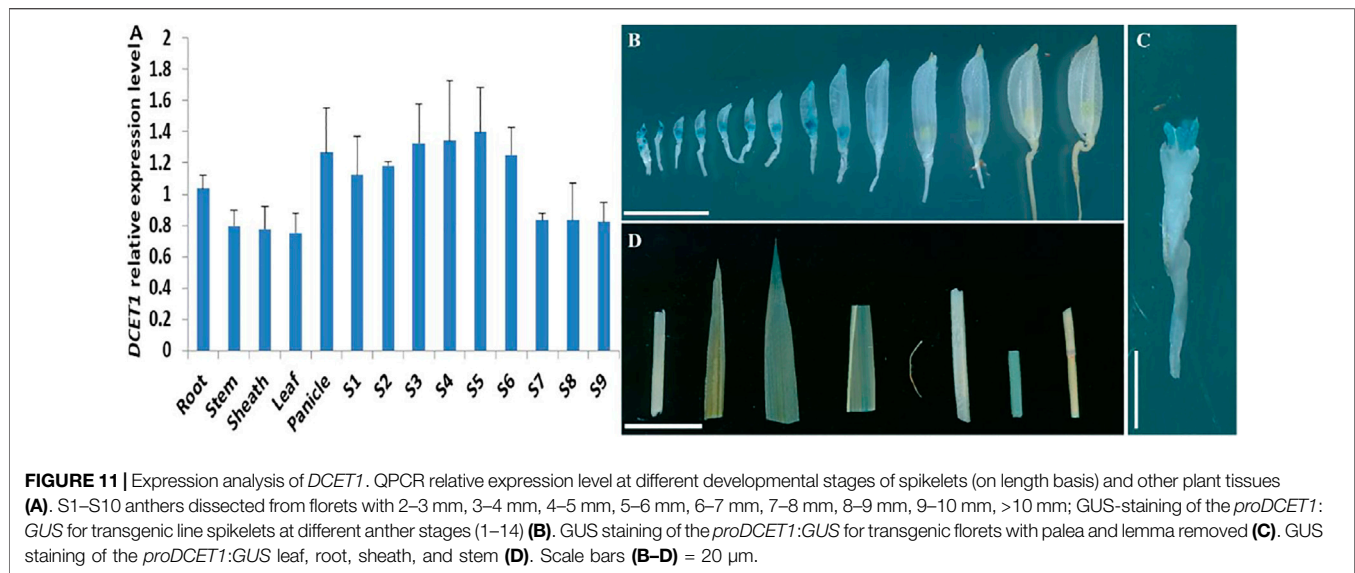 A
DCET1 relative expression level
2
1.8
1.6
1.4
1.2
1
0.8
0.6
0.4
0.2
0
Root
Stem
Sheath
Leaf
Panicle
S1
S2
S3
S4
S5
S6
S7
S8
S9
B
C
D
FIGURE 11 | Expression analysis of DCET1. QPCR relative expression level at different developmental stages of spikelets (on length basis) and other plant tissues
(A). S1–S10 anthers dissected from florets with 2–3 mm, 3–4 mm, 4–5 mm, 5–6 mm, 6–7 mm, 7–8 mm, 8–9 mm, 9–10 mm, >10 mm; GUS-staining of the proDCET1:
GUS for transgenic line spikelets at different anther stages (1–14) (B). GUS staining of the proDCET1:GUS for transgenic florets with palea and lemma removed (C). GUS
staining of the proDCET1:GUS leaf, root, sheath, and stem (D). Scale bars (B–D) = 20 μm.